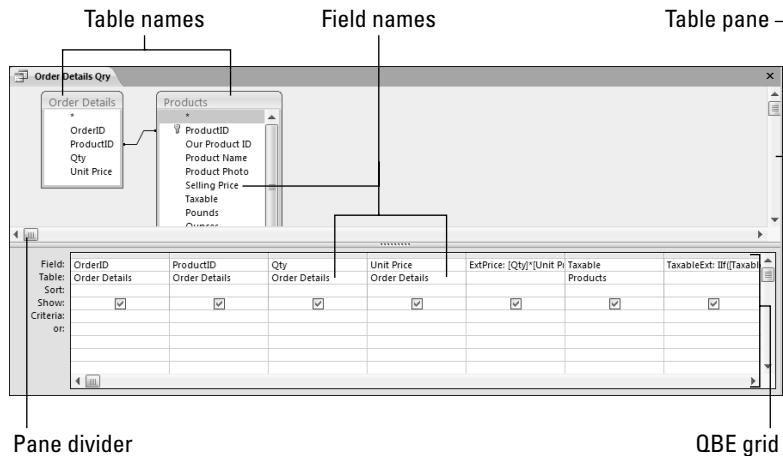 Table names Field names Table pane
Order Details Qry
Order Details
*
OrderID
ProductID
Qty
Unit Price
Products
*
ProductID
Our Product ID
Product Name
Product Photo
Selling Price
Taxable
Pounds
Ounces
Field: OrderID ProductID Qty Unit Price ExtPrice: [Qty]*[Unit Pr Taxable TaxableExt: IIf([Taxabl
Table: Order Details Order Details Order Details Order Details Products
Sort:
Show:
Criteria:
or:
Pane divider QBE grid